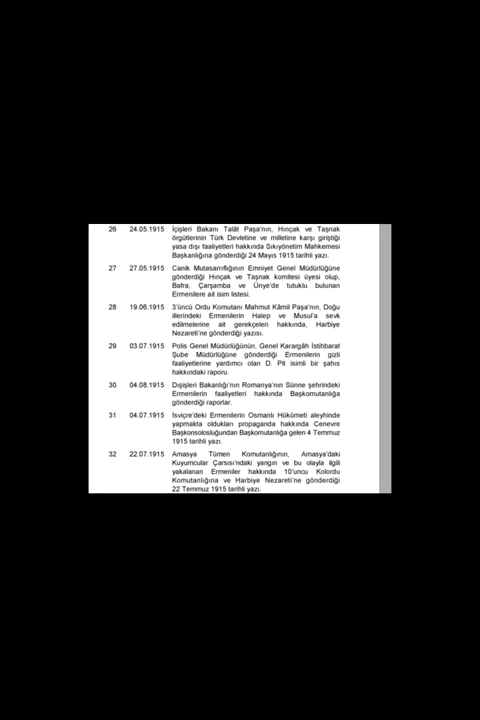 26 24.05.1915 İçişleri Bakanı Talât Paşa'nın, Hınçak ve Taşnak
örgütlerinin Türk Devletine ve milletine karşı giriştiği
yasa dışı faaliyetleri hakkında Sıkıyönetim Mahkemesi
Başkanlığına gönderdiği 24 Mayıs 1915 tarihli yazı.
27 27.05.1915 Canik Mutasarrıflığının Emniyet Genel Müdürlüğüne
gönderdiği Hınçak ve Taşnak komitesi üyesi olup,
Bafra, Çarşamba ve Ünye'de tutuklu bulunan
Ermenilere ait isim listesi.
28 19.06.1915 3'üncü Ordu Komutanı Mahmut Kâmil Paşa'nın, Doğu
illerindeki Ermenilerin Halep ve Musul'a sevk
edilmelerine ait gerekçeleri hakkında, Harbiye
Nezareti'ne gönderdiği yazısı.
29 03.07.1915 Polis Genel Müdürlüğünün, Genel Karargâh İstihbarat
Şube Müdürlüğüne gönderdiği Ermenilerin gizli
faaliyetlerine yardımcı olan D. Pit isimli bir şahıs
hakkındaki raporu.
30 04.08.1915 Dışişleri Bakanlığı'nın Romanya'nın Sünne şehrindeki
Ermenilerin faaliyetleri hakkında Başkomutanlığa
gönderdiği raporlar.
31 04.07.1915 İsviçre'deki Ermenilerin Osmanlı Hükûmeti aleyhinde
yapmakta oldukları propaganda hakkında Cenevre
Başkonsolosluğundan Başkomutanlığa gelen 4 Temmuz
1915 tarihli yazı.
32 22.07.1915 Amasya Tümen Komutanlığının, Amasya'daki
Kuyumcular Çarşısı'ndaki yangın ve bu olayla ilgili
yakalanan Ermeniler hakkında 10'uncu Kolordu
Komutanlığına ve Harbiye Nezareti'ne gönderdiği
22 Temmuz 1915 tarihli yazı.